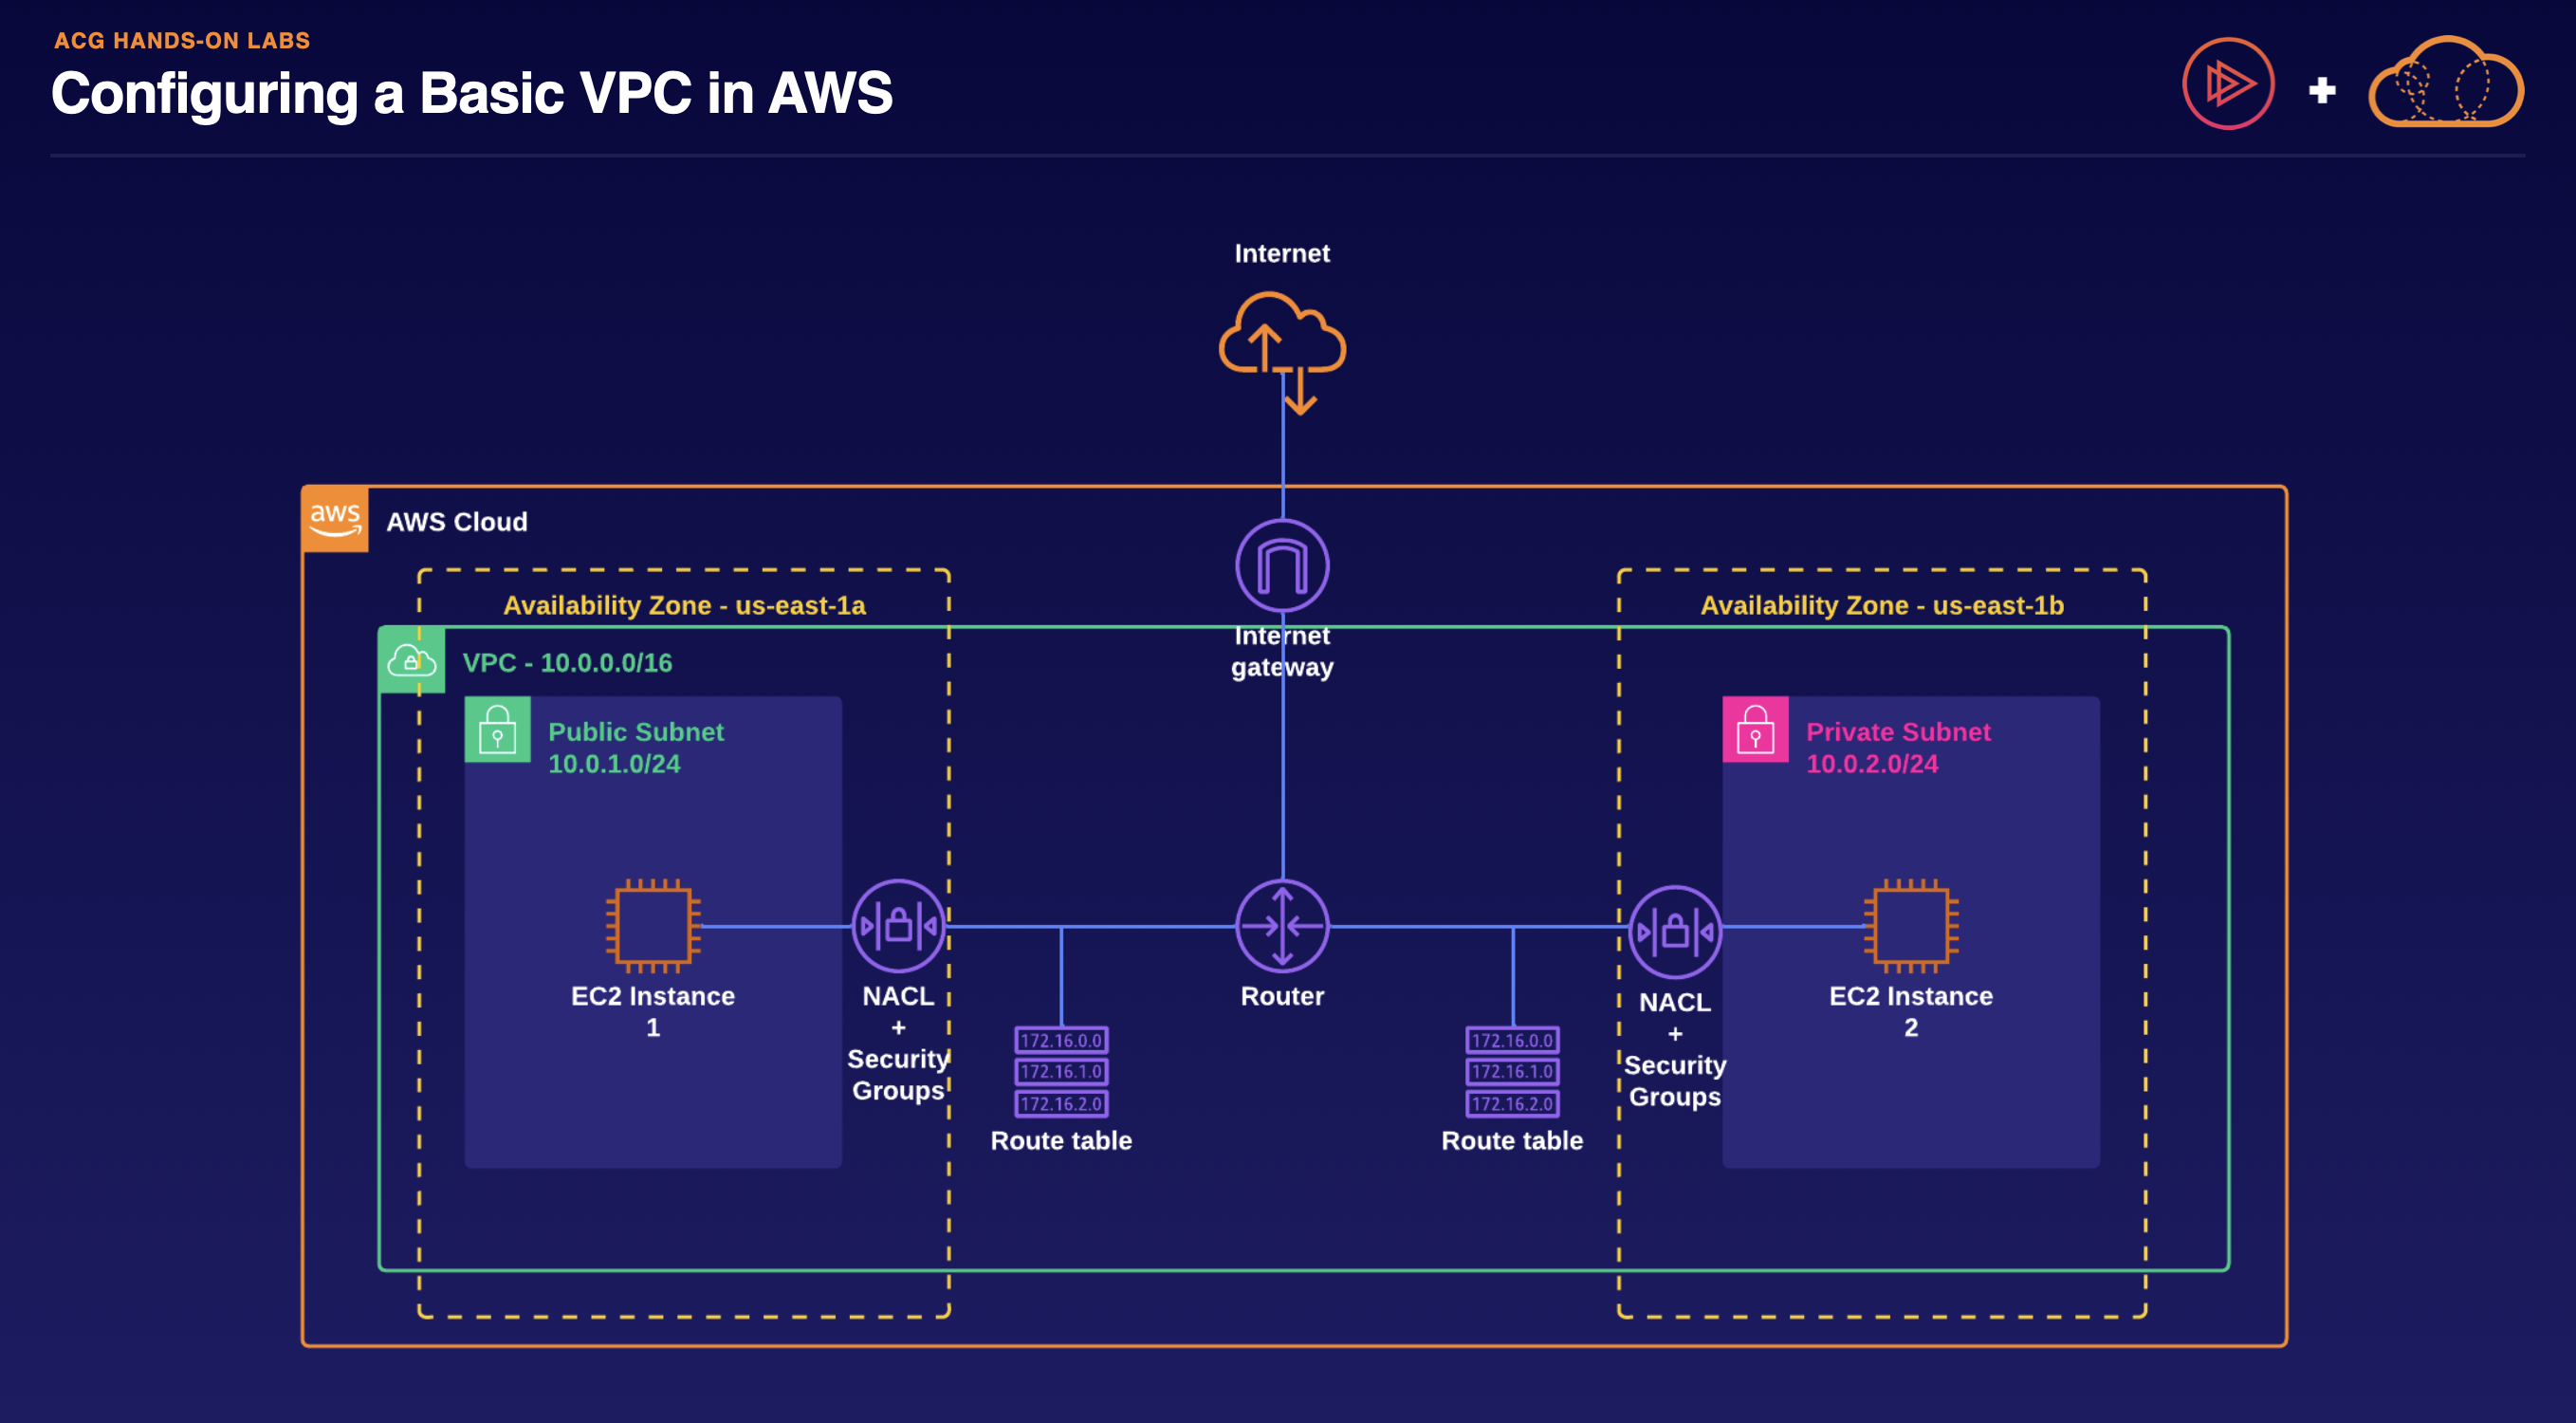 ACG HANDS-ON LABS
Configuring a Basic VPC in AWS
Internet
aws
AWS Cloud
Availability Zone - us-east-1a
Availability Zone - us-east-1b
Internet
gateway
VPC - 10.0.0.0/16
Public Subnet
10.0.1.0/24
Private Subnet
10.0.2.0/24
EC2 Instance
1
NACL
+
Security
Groups
172.16.0.0
172.16.1.0
172.16.2.0
Route table
Router
172.16.0.0
172.16.1.0
172.16.2.0
Route table
NACL
+
Security
Groups
EC2 Instance
2